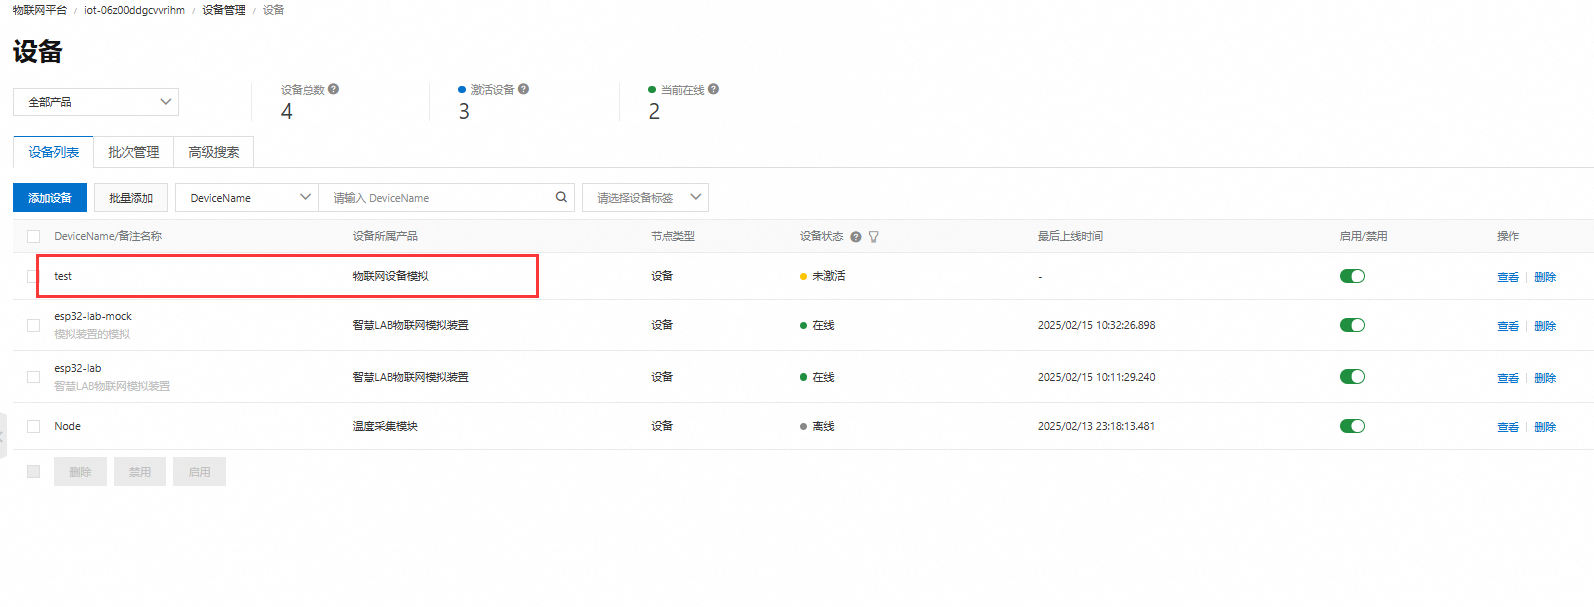 物联网平台 / iot-06z00ddgcvvrihm / 设备管理 / 设备
设备
全部产品
设备总数
4
激活设备
3
当前在线
2
设备列表 批次管理 高级搜索
添加设备 批量添加 DeviceName 请输入 DeviceName 请选择设备标签
DeviceName/备注名称 设备所属产品 节点类型 设备状态 最后上线时间 启用/禁用 操作
test 物联网设备模拟 设备 未激活 - 查看 删除
esp32-lab-mock
模拟装置的模拟
智慧LAB物联网模拟装置 设备 在线 2025/02/15 10:32:26.898 查看 删除
esp32-lab
智慧LAB物联网模拟装置
智慧LAB物联网模拟装置 设备 在线 2025/02/15 10:11:29.240 查看 删除
Node 温度采集模块 设备 离线 2025/02/13 23:18:13.481 查看 删除
删除 禁用 启用